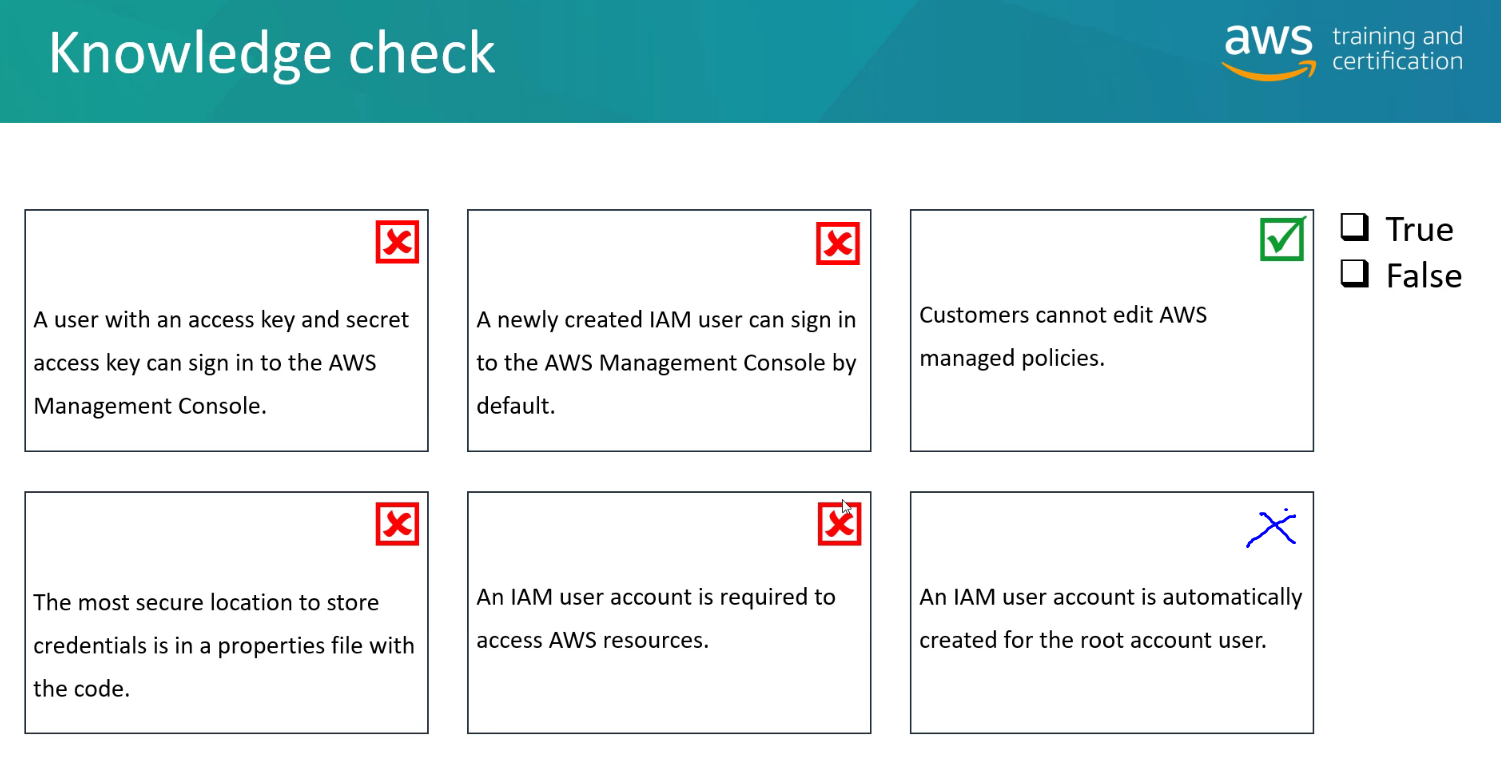 Knowledge check
aws training and
certification
A user with an access key and secret
access key can sign in to the AWS
Management Console.
A newly created IAM user can sign in
to the AWS Management Console by
default.
Customers cannot edit AWS
managed policies.
True
False
The most secure location to store
credentials is in a properties file with
the code.
An IAM user account is required to
access AWS resources.
An IAM user account is automatically
created for the root account user.